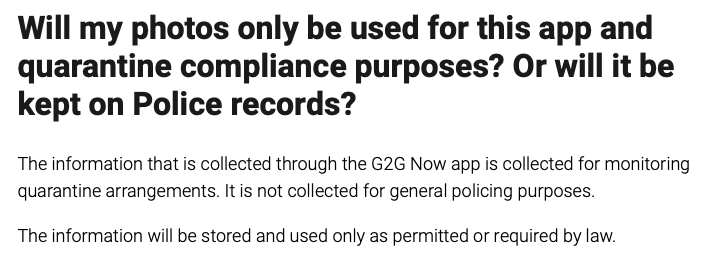 Will my photos only be used for this app and
quarantine compliance purposes? Or will it be
kept on Police records?
The information that is collected through the G2G Now app is collected for monitoring
quarantine arrangements. It is not collected for general policing purposes.
The information will be stored and used only as permitted or required by law.